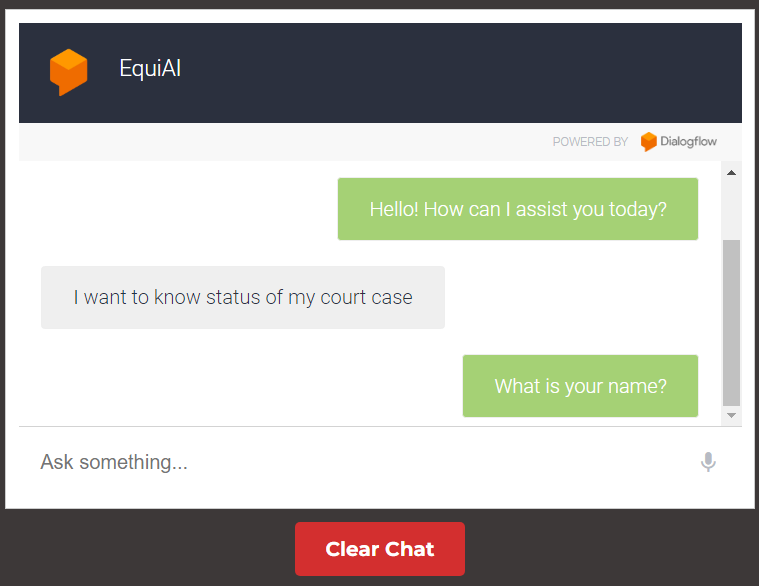 EquiAI
POWERED BY Dialogflow
Hello! How can I assist you today?
I want to know status of my court case
What is your name?
Ask something...
Clear Chat